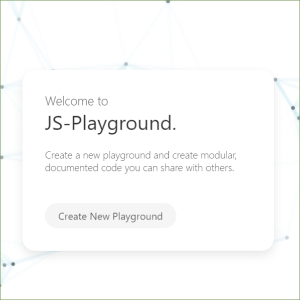 Welcome to
JS-Playground.
Create a new playground and create modular,
documented code you can share with others.
Create New Playground